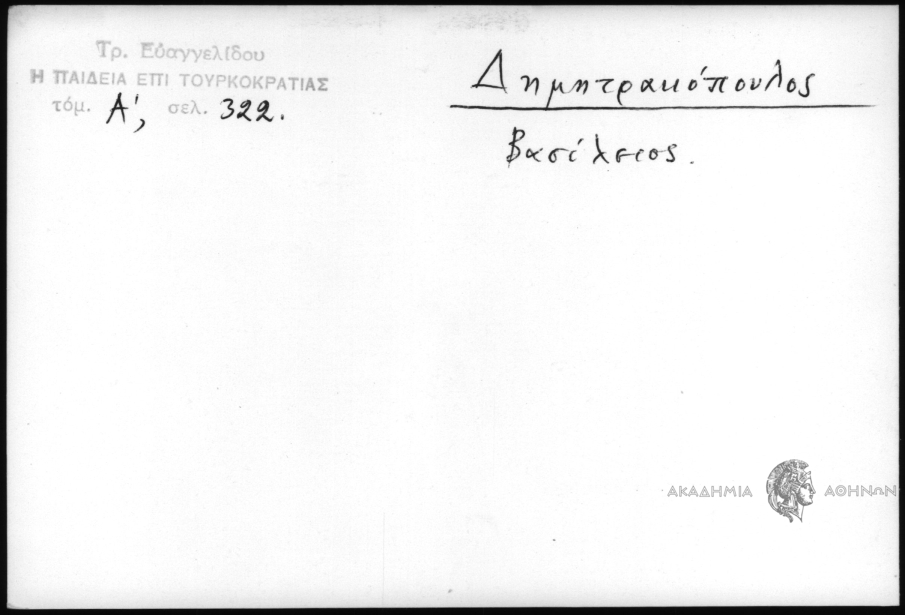 Τρ. Εὐαγγελίδου
Η ΠΑΙΔΕΙΑ ΕΠΙ ΤΟΥΡΚΟΚΡΑΤΙΑΣ
τόμ. Α', σελ. 322.
Δημητρακόπουλος
Βασίλειος.
ΑΚΑΔΗΜΙΑ ΑΘΗΝΩΝ